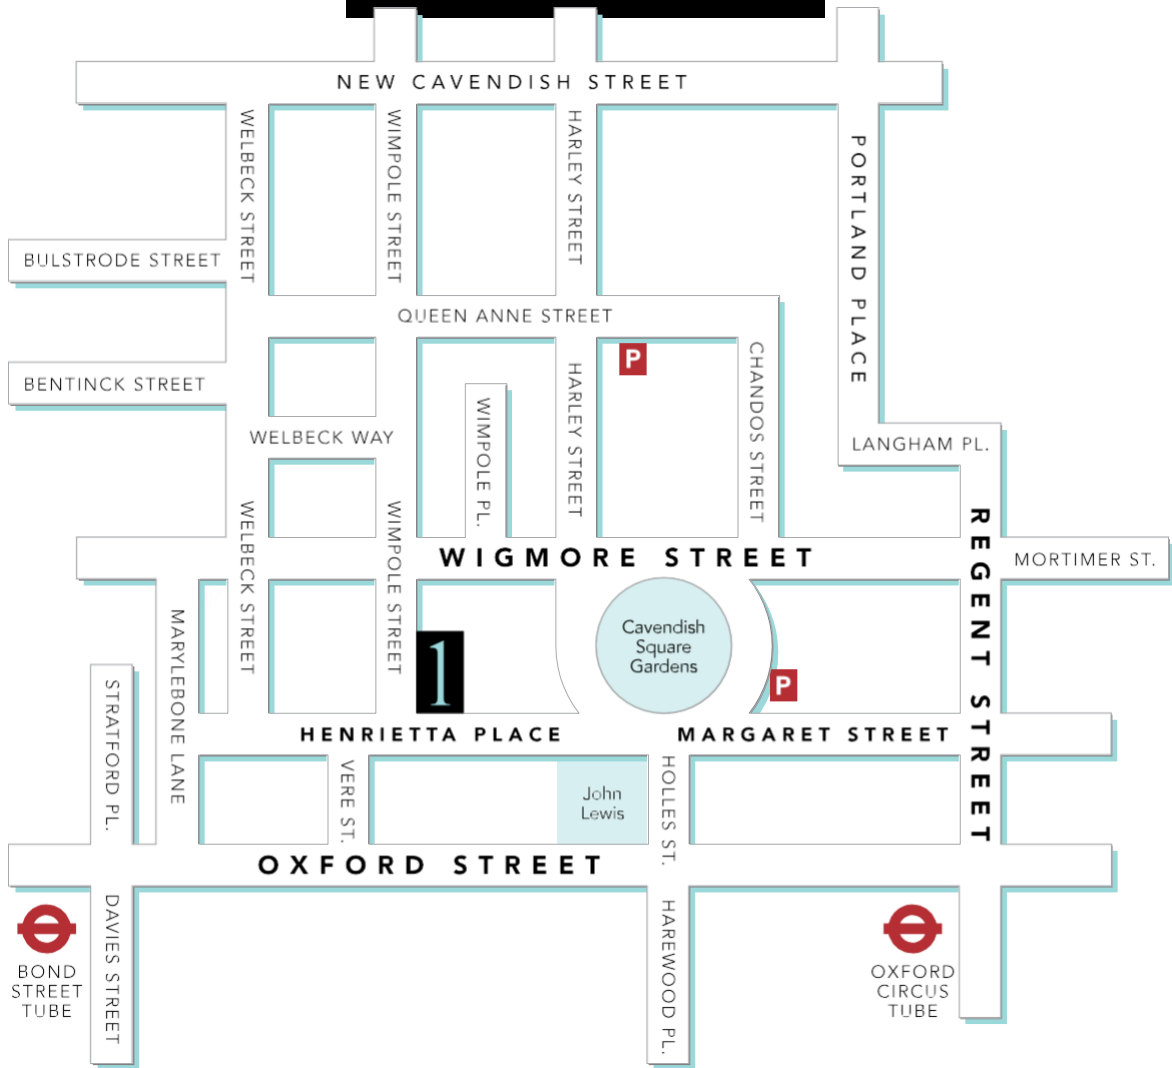 NEW CAVENDISH STREET
WELBECK STREET
WIMPOLE STREET
HARLEY STREET
PORTLAND PLACE
BULSTRODE STREET
QUEEN ANNE STREET
P
BENTINCK STREET
WELBECK WAY
WIMPOLE PL.
HARLEY STREET
CHANDOS STREET
LANGHAM PL.
WELBECK STREET
WIMPOLE STREET
WIGMORE STREET
REGENT STREET
MORTIMER ST.
MARYLEBONE LANE
1
Cavendish
Square
Gardens
P
STRATFORD PL.
HENRIETTA PLACE
MARGARET STREET
VERE ST.
John
Lewis
HOLLES ST.
OXFORD STREET
DAVIES STREET
HAREWOOD PL.
BOND
STREET
TUBE
OXFORD
CIRCUS
TUBE